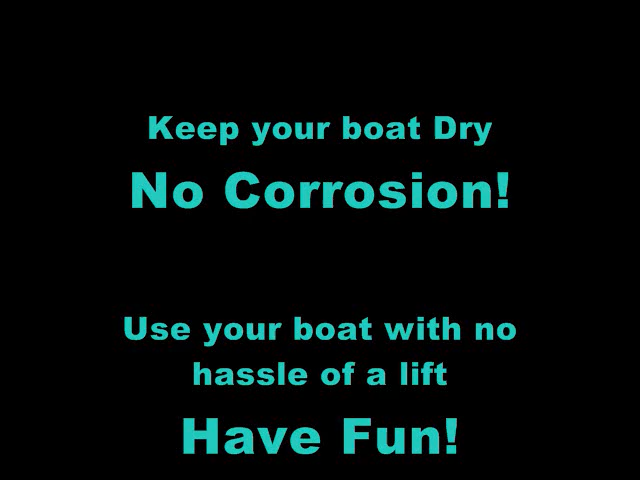 Keep your boat Dry
No Corrosion!
Use your boat with no
hassle of a lift
Have Fun!